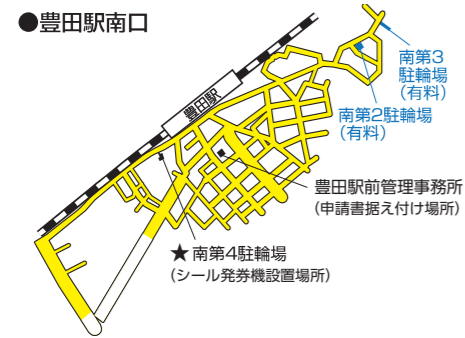 ●豊田駅南口
豊田駅
南第3
駐輪場
(有料)
南第2駐輪場
(有料)
豊田駅前管理事務所
(申請書据え付け場所)
★南第4駐輪場
(シール発券機設置場所)